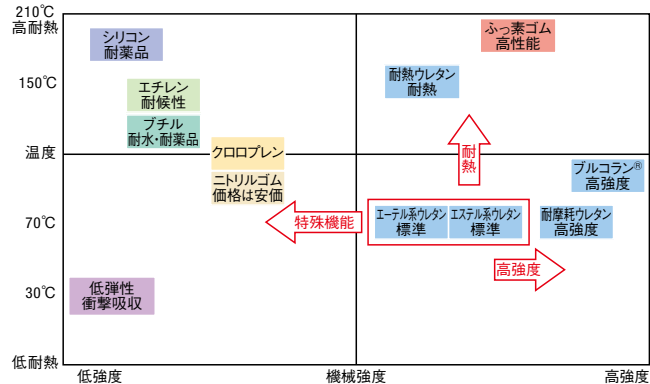 210℃
高耐熱
シリコン
耐薬品
ふっ素ゴム
高性能
150℃
エチレン
耐候性
耐熱ウレタン
耐熱
ブチル
耐水・耐薬品
温度
クロロプレン
耐熱
ニトリルゴム
価格は安価
ブルコラン®
高強度
70℃
特殊機能
エーテル系ウレタン
標準
エステル系ウレタン
標準
耐摩耗ウレタン
高強度
高強度
30℃
低弾性
衝撃吸収
低耐熱
低強度
機械強度
高強度